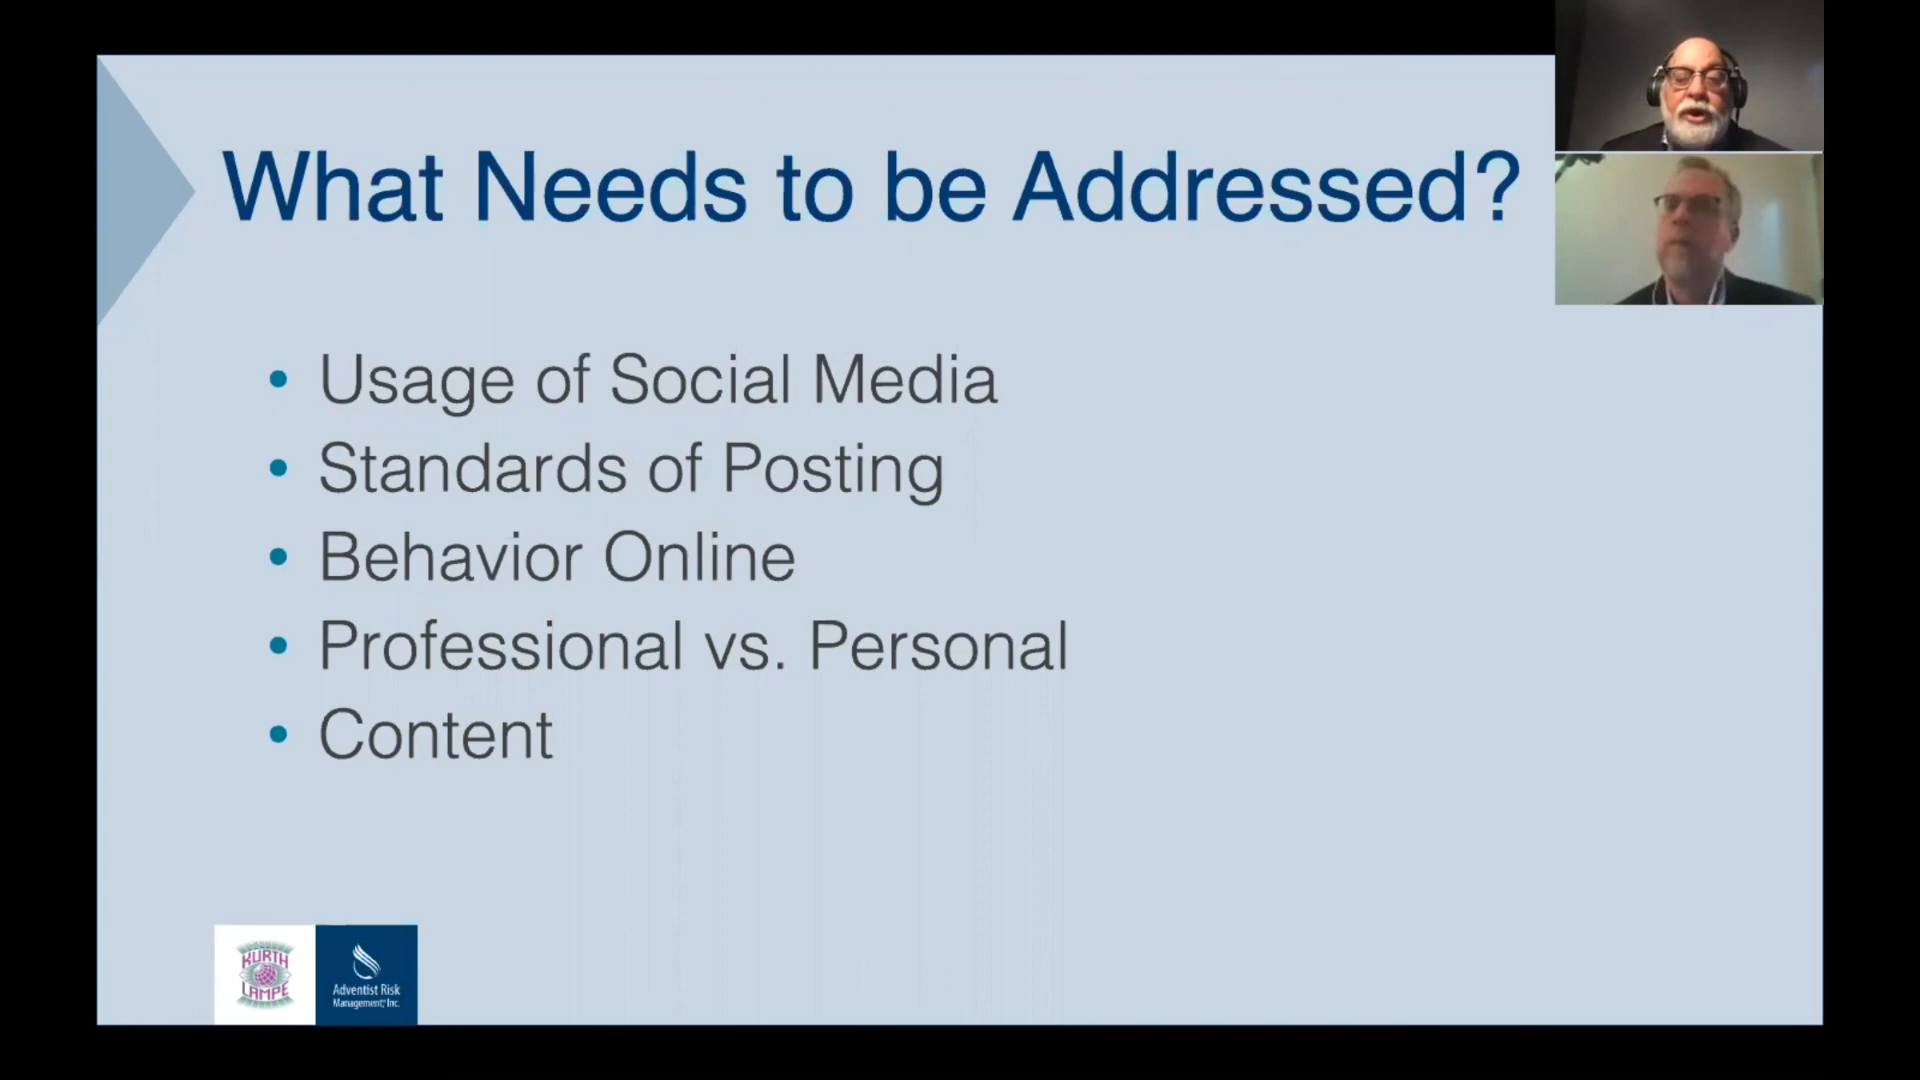 What Needs to be Addressed?
• Usage of Social Media
• Standards of Posting
• Behavior Online
• Professional vs. Personal
• Content
KURTH
LAMPE
Adventist Risk
Management, Inc.